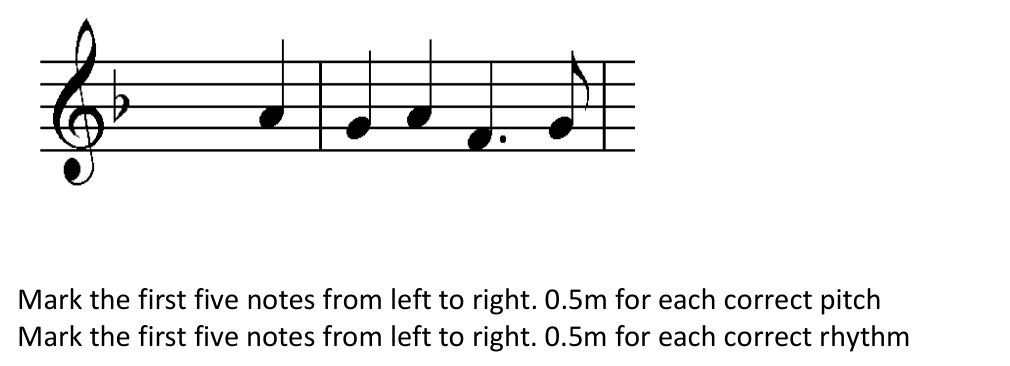 Mark the first five notes from left to right. 0.5m for each correct pitch
Mark the first five notes from left to right. 0.5m for each correct rhythm